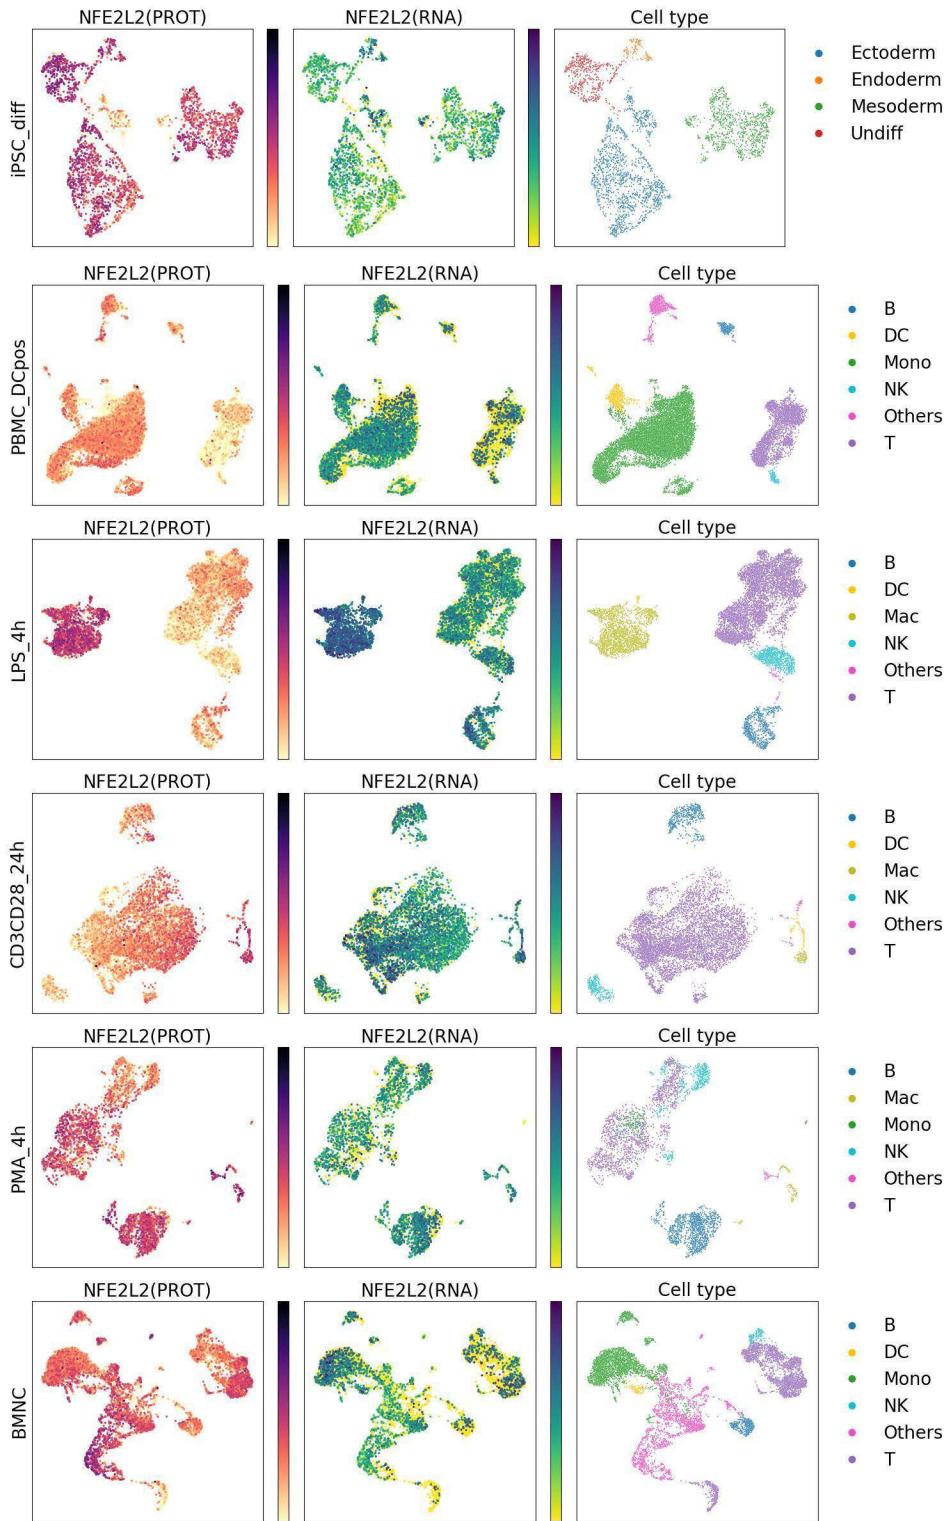 NFE2L2(PROT) NFE2L2(RNA) Cell type
iPSC_diff
Ectoderm
Endoderm
Mesoderm
Undiff
NFE2L2(PROT) NFE2L2(RNA) Cell type
PBMC_DCpos
B
DC
Mono
NK
Others
T
NFE2L2(PROT) NFE2L2(RNA) Cell type
LPS_4h
B
DC
Mac
NK
Others
T
NFE2L2(PROT) NFE2L2(RNA) Cell type
CD3CD28_24h
B
DC
Mac
NK
Others
T
NFE2L2(PROT) NFE2L2(RNA) Cell type
PMA_4h
B
Mac
Mono
NK
Others
T
NFE2L2(PROT) NFE2L2(RNA) Cell type
BMNC
B
DC
Mono
NK
Others
T